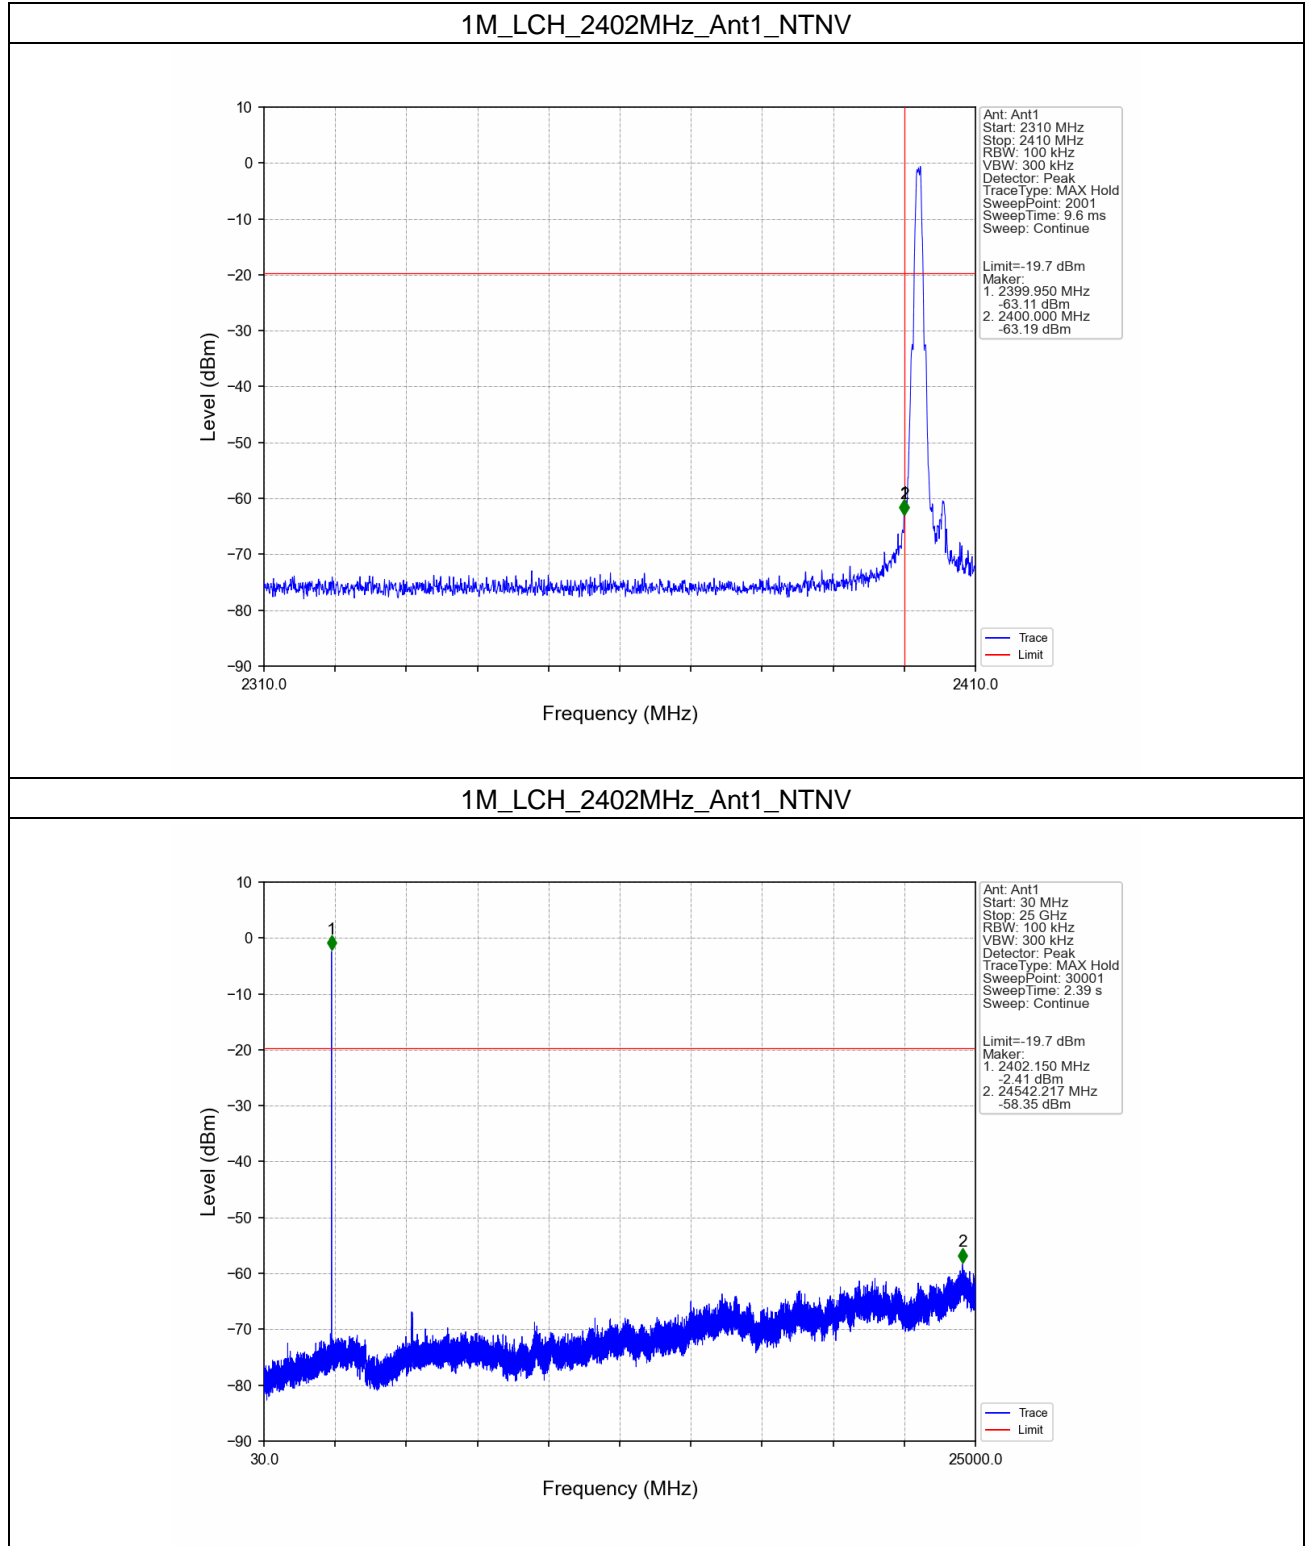 1M_LCH_2402MHz_Ant1_NTNV
10
0
−10
−20
−30
−40
−50
−60
−70
−80
−90
Level (dBm)
2310.0
2410.0
Frequency (MHz)
2
Ant: Ant1
Start: 2310 MHz
Stop: 2410 MHz
RBW: 100 kHz
VBW: 300 kHz
Detector: Peak
TraceType: MAX Hold
SweepPoint: 2001
SweepTime: 9.6 ms
Sweep: Continue
Limit=-19.7 dBm
Maker:
1. 2399.950 MHz
-63.11 dBm
2. 2400.000 MHz
-63.19 dBm
Trace
Limit
1M_LCH_2402MHz_Ant1_NTNV
10
0
−10
−20
−30
−40
−50
−60
−70
−80
−90
Level (dBm)
30.0
25000.0
Frequency (MHz)
1
2
Ant: Ant1
Start: 30 MHz
Stop: 25 GHz
RBW: 100 kHz
VBW: 300 kHz
Detector: Peak
TraceType: MAX Hold
SweepPoint: 30001
SweepTime: 2.39 s
Sweep: Continue
Limit=-19.7 dBm
Maker:
1. 2402.150 MHz
-2.41 dBm
2. 24542.217 MHz
-58.35 dBm
Trace
Limit